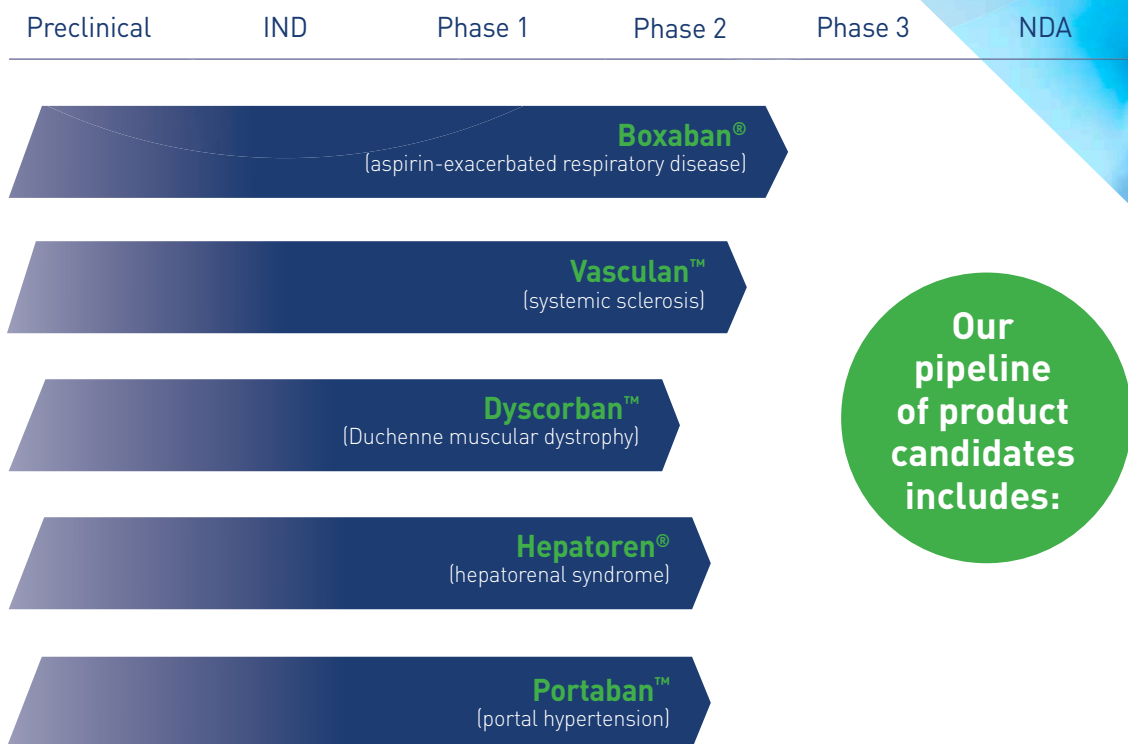 Preclinical IND Phase 1 Phase 2 Phase 3 NDA
Boxaban®
(aspirin-exacerbated respiratory disease)
Vasculan™
(systemic sclerosis)
Dyscorban™
(Duchenne muscular dystrophy)
Hepatoren®
(hepatorenal syndrome)
Portaban™
(portal hypertension)
Our
pipeline
of product
candidates
includes: